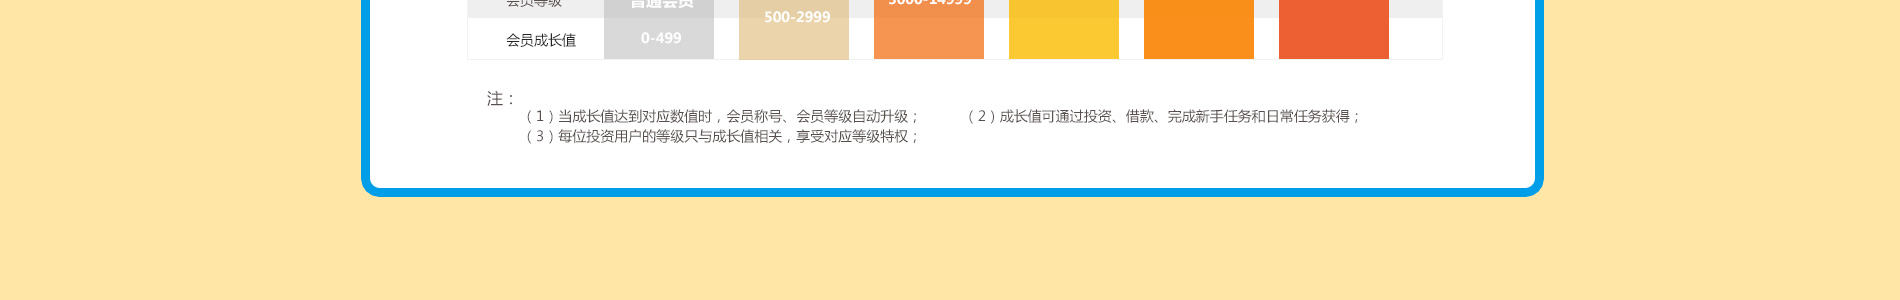 会员等级 普通会员 3000-14999
500-2999
会员成长值 0-499
注：
（1）当成长值达到对应数值时，会员称号、会员等级自动升级； （2）成长值可通过投资、借款、完成新手任务和日常任务获得；
（3）每位投资用户的等级只与成长值相关，享受对应等级特权；